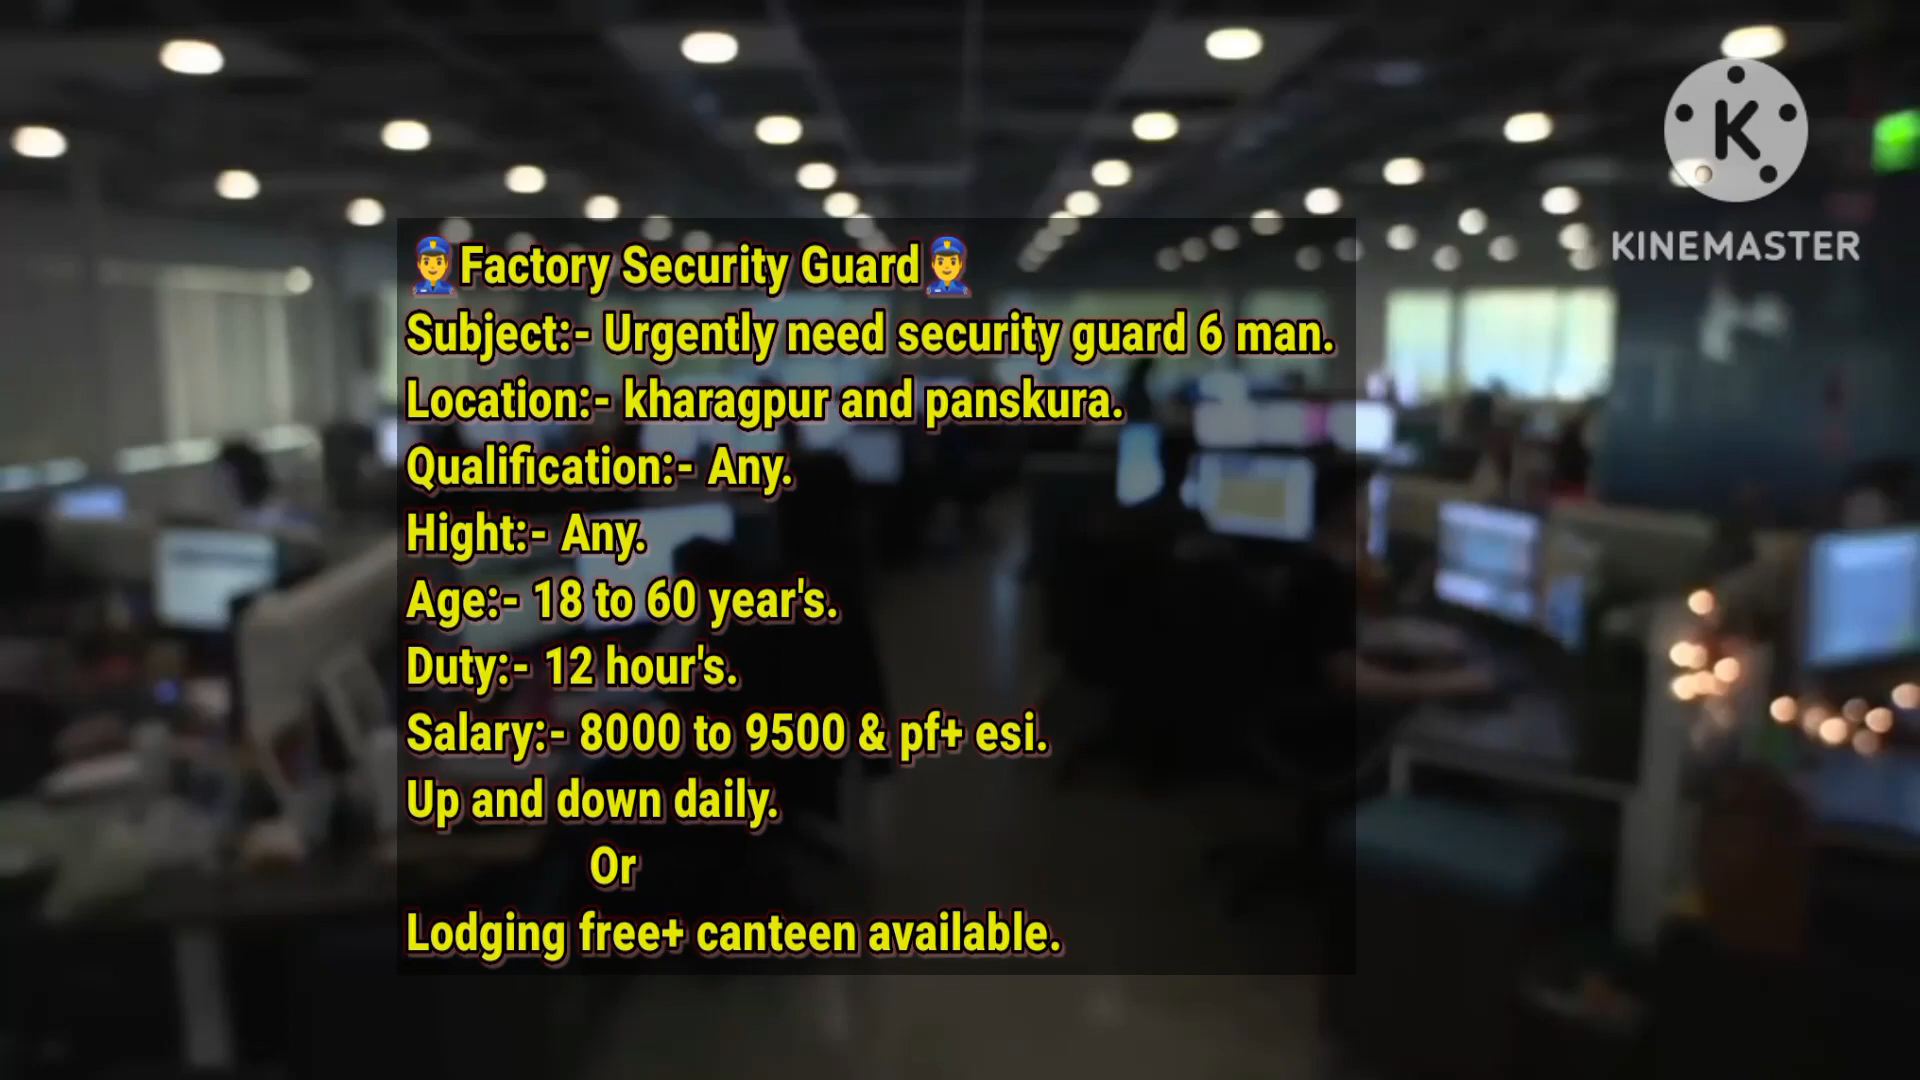 👮Factory Security Guard👮
Subject:- Urgently need security guard 6 man.
Location:- kharagpur and panskura.
Qualification:- Any.
Hight:- Any.
Age:- 18 to 60 year's.
Duty:- 12 hour's.
Salary:- 8000 to 9500 & pf+ esi.
Up and down daily.
Or
Lodging free+ canteen available.
K
KINEMASTER